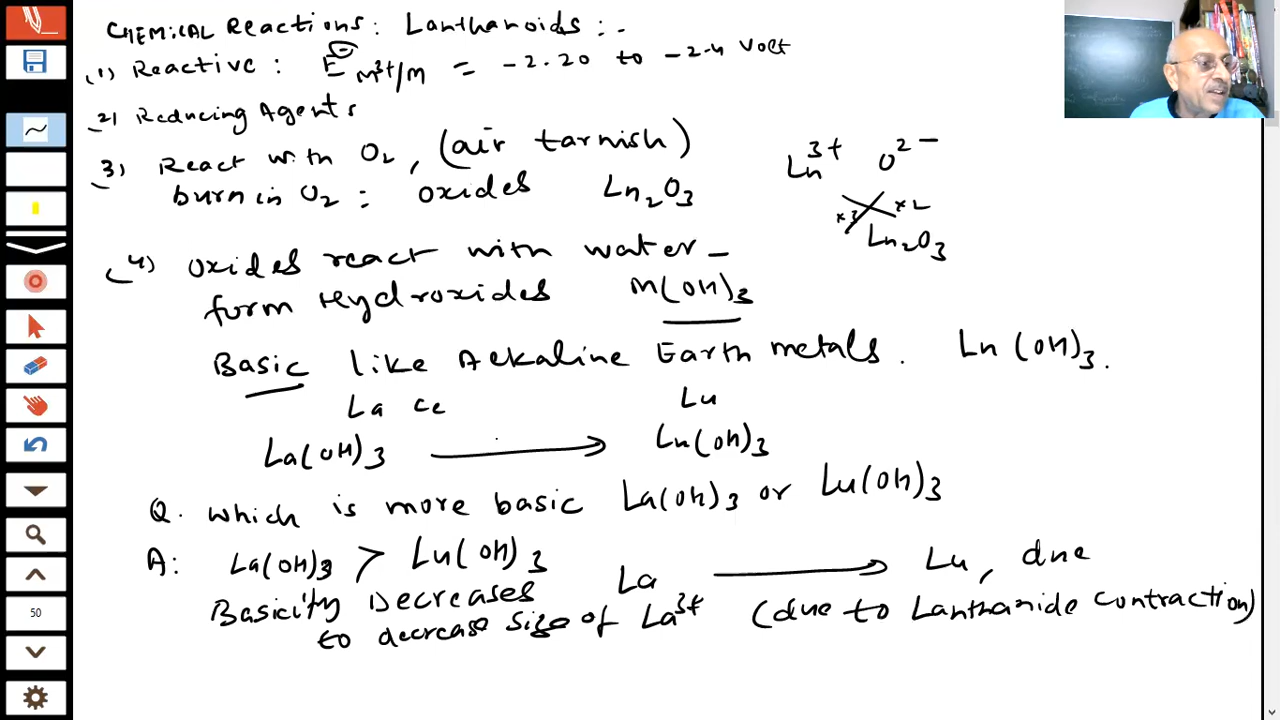 CHEMICAL Reactions: Lanthanoids :-
(1) Reactive : E⊖ M3+/M = -2.20 to -2.4 Volt
(2) Reducing Agents
(3) React with O2, (air tarnish)
burn in O2 : oxides Ln2O3
Ln3+ O2-
×3 ×2
Ln2O3
(4) Oxides react with water -
form Hydroxides M(OH)3
Basic like Alkaline Earth metals. Ln(OH)3.
La Ce Lu
La(OH)3 → Lu(OH)3
Q. which is more basic La(OH)3 or Lu(OH)3
A: La(OH)3 > Lu(OH)3
Basicity Decreases La → Lu, due
to decrease size of La3+ (due to Lanthanide contraction)
50